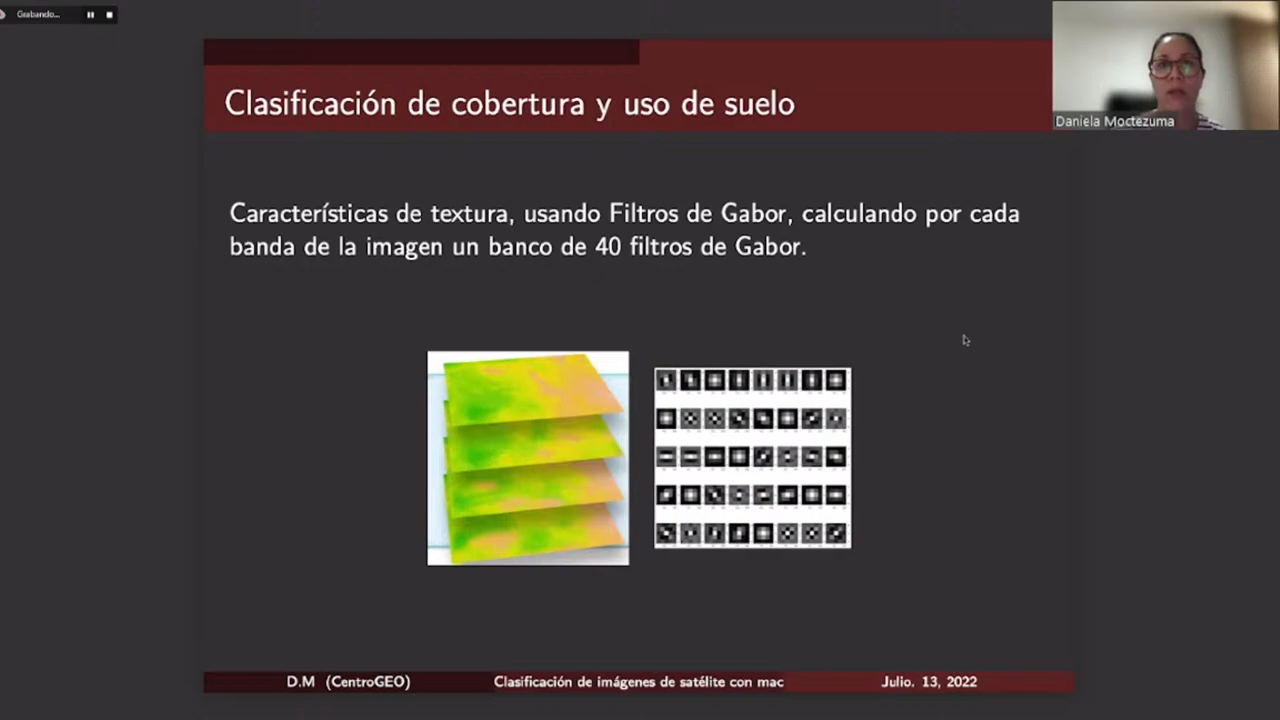 Grabando...
Clasificación de cobertura y uso de suelo
Daniela Moctezuma
Características de textura, usando Filtros de Gabor, calculando por cada
banda de la imagen un banco de 40 filtros de Gabor.
D.M (CentroGEO)
Clasificación de imágenes de satélite con mac
Julio. 13, 2022